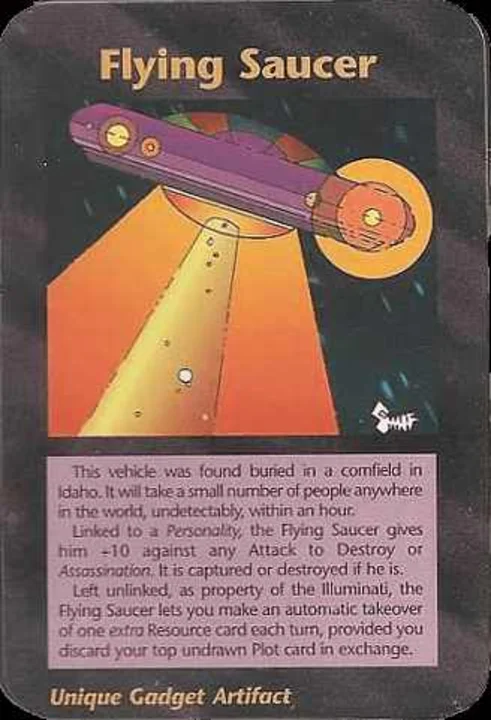 Flying Saucer
This vehicle was found buried in a cornfield in
Idaho. It will take a small number of people anywhere
in the world, undetectably, within an hour.
Linked to a Personality, the Flying Saucer gives
him +10 against any Attack to Destroy or
Assassination. It is captured or destroyed if he is.
Left unlinked, as property of the Illuminati, the
Flying Saucer lets you make an automatic takeover
of one extra Resource card each turn, provided you
discard your top undrawn Plot card in exchange.
Unique Gadget Artifact